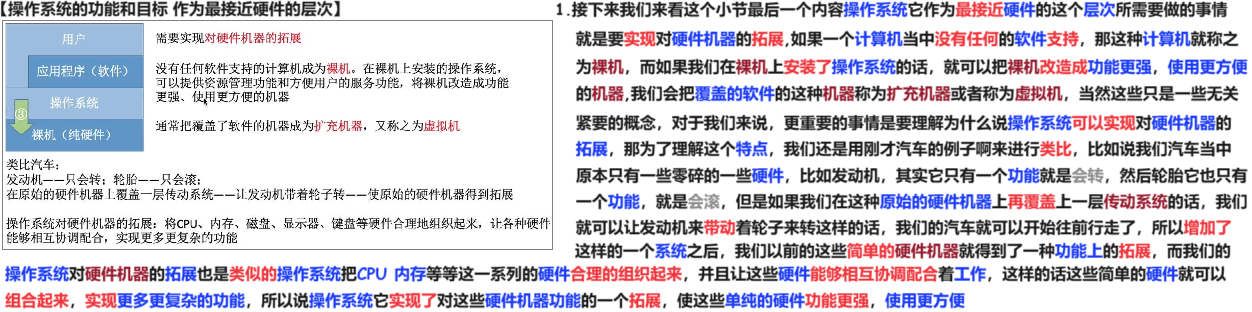 【操作系统的功能和目标 作为最接近硬件的层次】
用户
应用程序（软件）
操作系统
③
裸机（纯硬件）
需要实现对硬件机器的拓展
没有任何软件支持的计算机成为裸机。在裸机上安装的操作系统，
可以提供资源管理功能和方便用户的服务功能，将裸机改造成功能
更强、使用更方便的机器
通常把覆盖了软件的机器成为扩充机器，又称之为虚拟机
类比汽车：
发动机——只会转；轮胎——只会滚；
在原始的硬件机器上覆盖一层传动系统——让发动机带着轮子转——使原始的硬件机器得到拓展
操作系统对硬件机器的拓展：将CPU、内存、磁盘、显示器、键盘等硬件合理地组织起来，让各种硬件
能够相互协调配合，实现更多更复杂的功能
1.接下来我们来看这个小节最后一个内容操作系统它作为最接近硬件的这个层次所需要做的事情
就是要实现对硬件机器的拓展,如果一个计算机当中没有任何的软件支持，那这种计算机就称之
为裸机，而如果我们在裸机上安装了操作系统的话，就可以把裸机改造成功能更强，使用更方便
的机器,我们会把覆盖的软件的这种机器称为扩充机器或者称为虚拟机，当然这些只是一些无关
紧要的概念，对于我们来说，更重要的事情是要理解为什么说操作系统可以实现对硬件机器的
拓展，那为了理解这个特点，我们还是用刚才汽车的例子啊来进行类比，比如说我们汽车当中
原本只有一些零碎的一些硬件，比如发动机，其实它只有一个功能就是会转，然后轮胎它也只有
一个功能，就是会滚，但是如果我们在这种原始的硬件机器上再覆盖上一层传动系统的话，我们
就可以让发动机来带动着轮子来转这样的话，我们的汽车就可以开始往前行走了，所以增加了
这样的一个系统之后，我们以前的这些简单的硬件机器就得到了一种功能上的拓展，而我们的
操作系统对硬件机器的拓展也是类似的操作系统把CPU 内存等等这一系列的硬件合理的组织起来，并且让这些硬件能够相互协调配合着工作，这样的话这些简单的硬件就可以
组合起来，实现更多更复杂的功能，所以说操作系统它实现了对这些硬件机器功能的一个拓展，使这些单纯的硬件功能更强，使用更方便